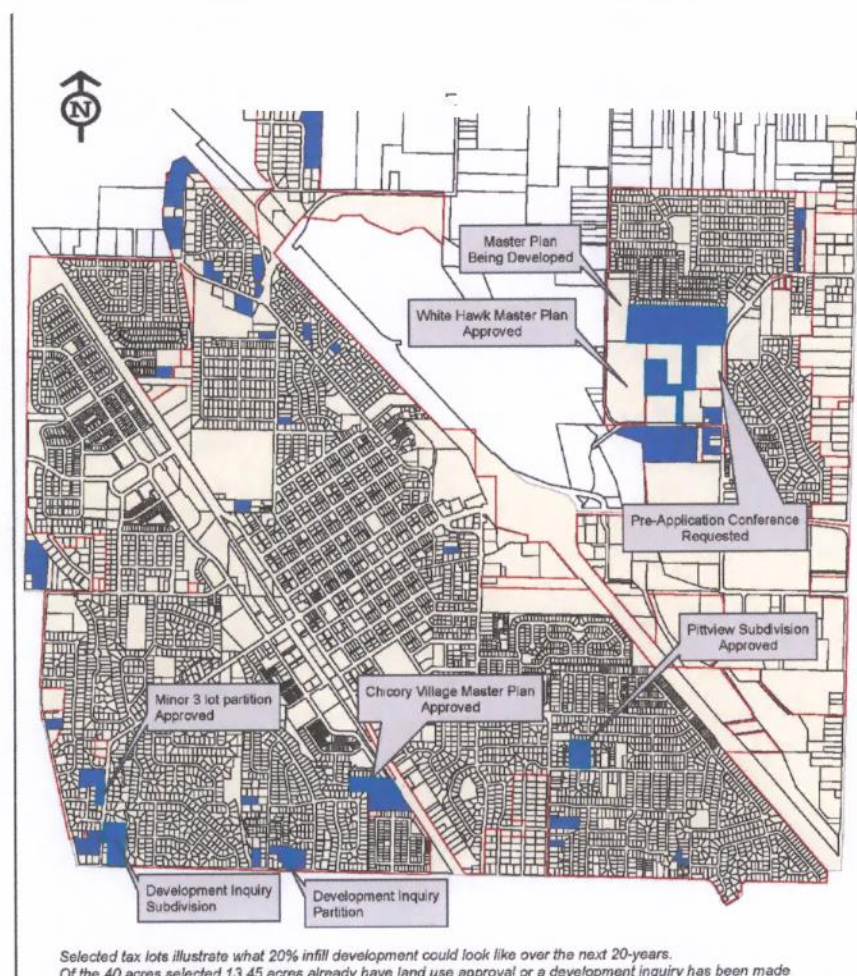 N
Master Plan
Being Developed
White Hawk Master Plan
Approved
Pre-Application Conference
Requested
Pittview Subdivision
Approved
Minor 3 lot partition
Approved
Chicory Village Master Plan
Approved
Development Inquiry
Subdivision
Development Inquiry
Partition
Selected tax lots illustrate what 20% infill development could look like over the next 20-years.
Of the 40 acres selected 13.45 acres already have land use approval or a development inquiry has been made